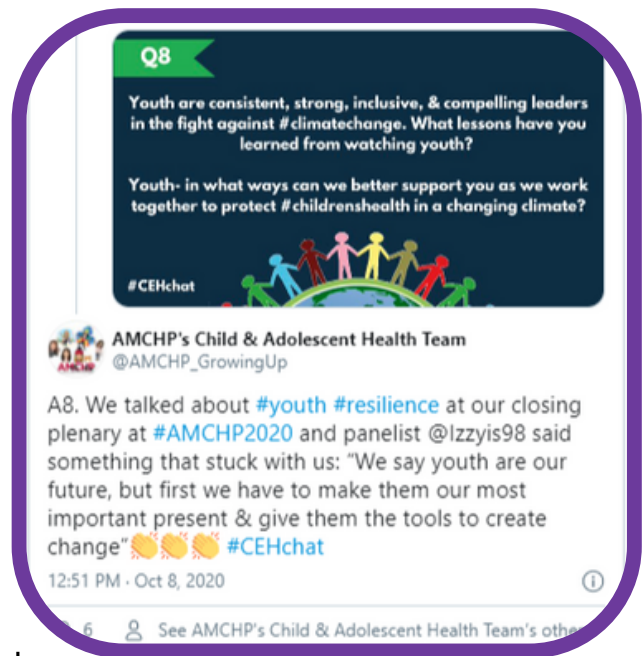 Q8
Youth are consistent, strong, inclusive, & compelling leaders
in the fight against #climatechange. What lessons have you
learned from watching youth?
Youth- in what ways can we better support you as we work
together to protect #childrenshealth in a changing climate?
#CEHchat
AMCHP
AMCHP's Child & Adolescent Health Team
@AMCHP_GrowingUp
A8. We talked about #youth #resilience at our closing
plenary at #AMCHP2020 and panelist @Izzyis98 said
something that stuck with us: “We say youth are our
future, but first we have to make them our most
important present & give them the tools to create
change”👏👏👏 #CEHchat
12:51 PM · Oct 8, 2020
6 See AMCHP's Child & Adolescent Health Team's other